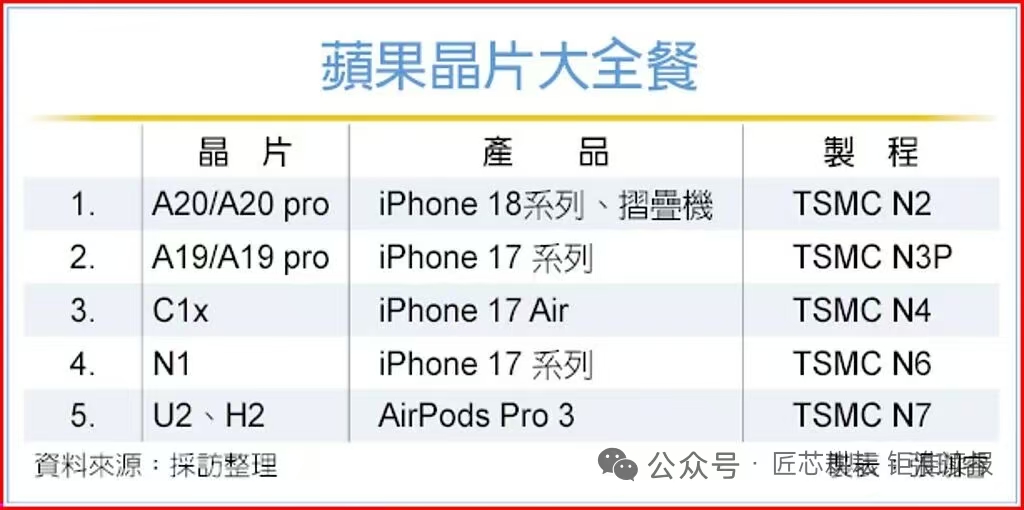 蘋果晶片大全餐
晶片 產品 製程
1. A20/A20 pro iPhone 18系列、摺疊機 TSMC N2
2. A19/A19 pro iPhone 17 系列 TSMC N3P
3. C1x iPhone 17 Air TSMC N4
4. N1 iPhone 17 系列 TSMC N6
5. U2、H2 AirPods Pro 3 TSMC N7
資料來源：採訪整理 製表：張
公众号 · 匠芯